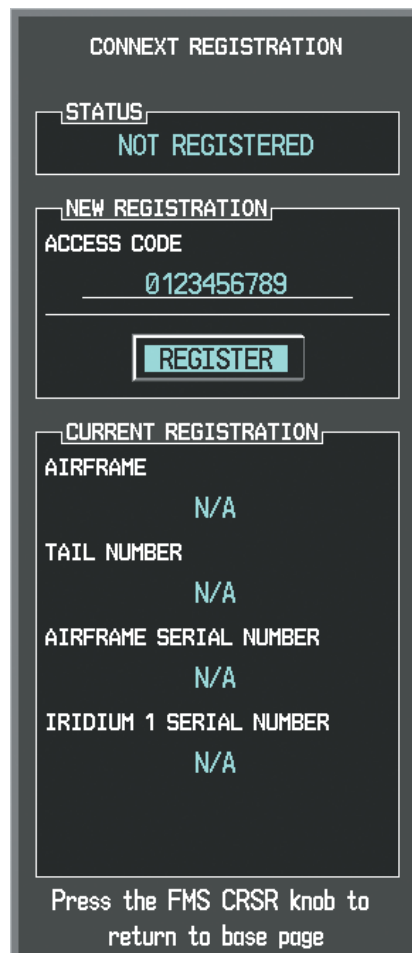 CONNEXT REGISTRATION
STATUS
NOT REGISTERED
NEW REGISTRATION
ACCESS CODE
0123456789
REGISTER
CURRENT REGISTRATION
AIRFRAME
N/A
TAIL NUMBER
N/A
AIRFRAME SERIAL NUMBER
N/A
IRIDIUM 1 SERIAL NUMBER
N/A
Press the FMS CRSR knob to
return to base page